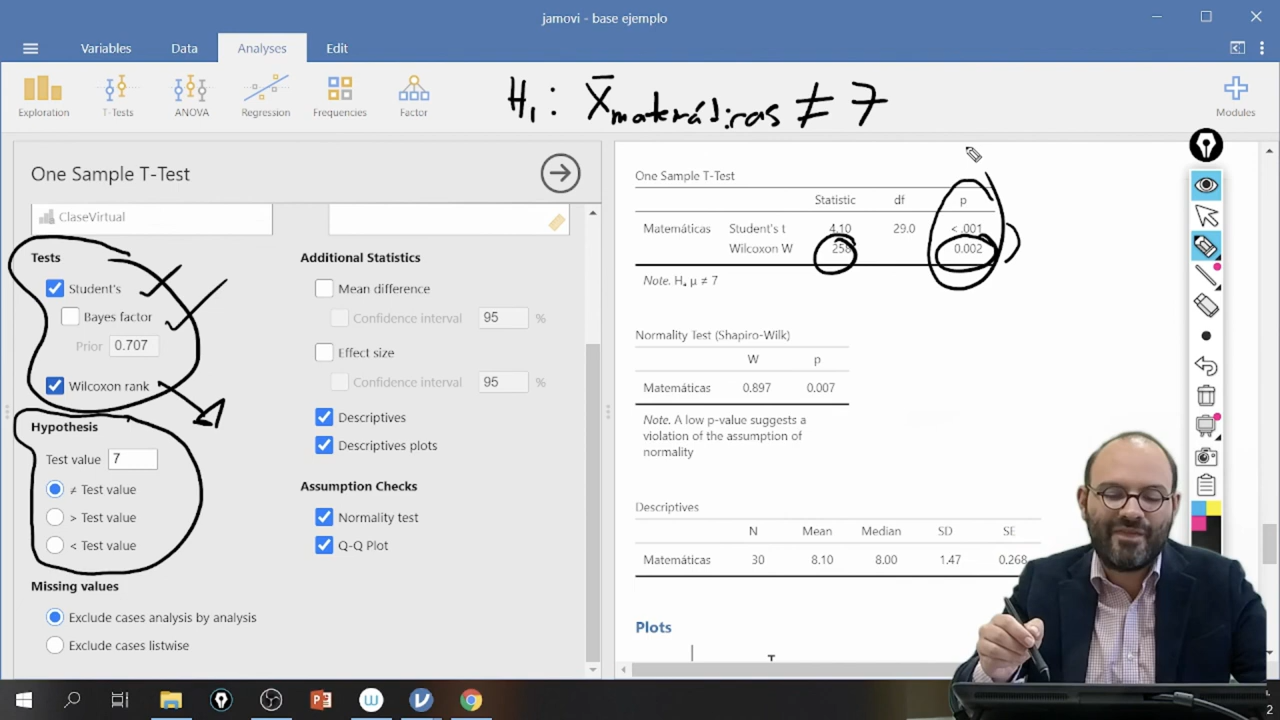 jamovi - base ejemplo
Variables Data Analyses Edit
Exploration T-Tests ANOVA Regression Frequencies Factor Modules
H₁ : X̄ matemáticas ≠ 7
One Sample T-Test
ClaseVirtual
Tests
Student's
Bayes factor
Prior 0.707
Wilcoxon rank
Hypothesis
Test value 7
≠ Test value
> Test value
< Test value
Missing values
Exclude cases analysis by analysis
Exclude cases listwise
Additional Statistics
Mean difference
Confidence interval 95 %
Effect size
Confidence interval 95 %
Descriptives
Descriptives plots
Assumption Checks
Normality test
Q-Q Plot
One Sample T-Test
Statistic df p
Matemáticas Student's t 4.10 29.0 < .001
Wilcoxon W 258 0.002
Note. Hₐ μ ≠ 7
Normality Test (Shapiro-Wilk)
W p
Matemáticas 0.897 0.007
Note. A low p-value suggests a
violation of the assumption of
normality
Descriptives
N Mean Median SD SE
Matemáticas 30 8.10 8.00 1.47 0.268
Plots